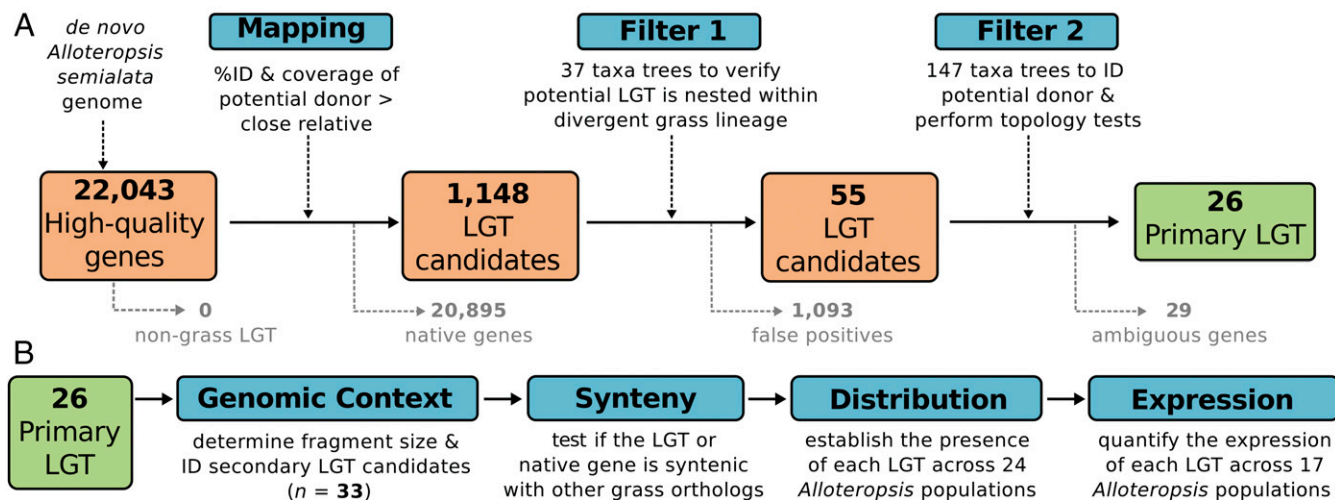 A
de novo
Alloteropsis
semialata
genome
Mapping
%ID & coverage of
potential donor >
close relative
Filter 1
37 taxa trees to verify
potential LGT is nested within
divergent grass lineage
Filter 2
147 taxa trees to ID
potential donor &
perform topology tests
22,043
High-quality
genes
1,148
LGT
candidates
55
LGT
candidates
26
Primary LGT
0
non-grass LGT
20,895
native genes
1,093
false positives
29
ambiguous genes
B
26
Primary
LGT
Genomic Context
determine fragment size &
ID secondary LGT candidates
(n = 33)
Synteny
test if the LGT or
native gene is syntenic
with other grass orthologs
Distribution
establish the presence
of each LGT across 24
Alloteropsis populations
Expression
quantify the expression
of each LGT across 17
Alloteropsis populations